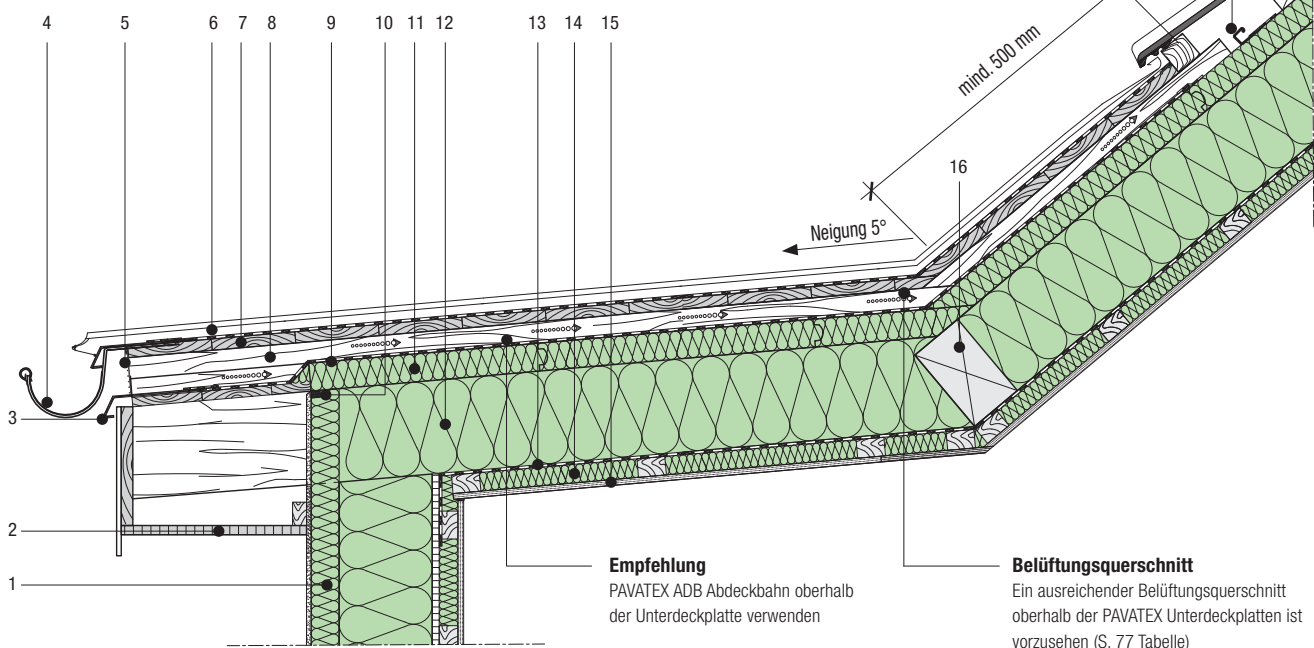 4 5 6 7 8 9 10 11 12 13 14 15
mind. 500 mm
16
Neigung 5°
3
2
1
Empfehlung
PAVATEX ADB Abdeckbahn oberhalb
der Unterdeckplatte verwenden
Belüftungsquerschnitt
Ein ausreichender Belüftungsquerschnitt
oberhalb der PAVATEX Unterdeckplatten ist
vorzusehen (S. 77 Tabelle)